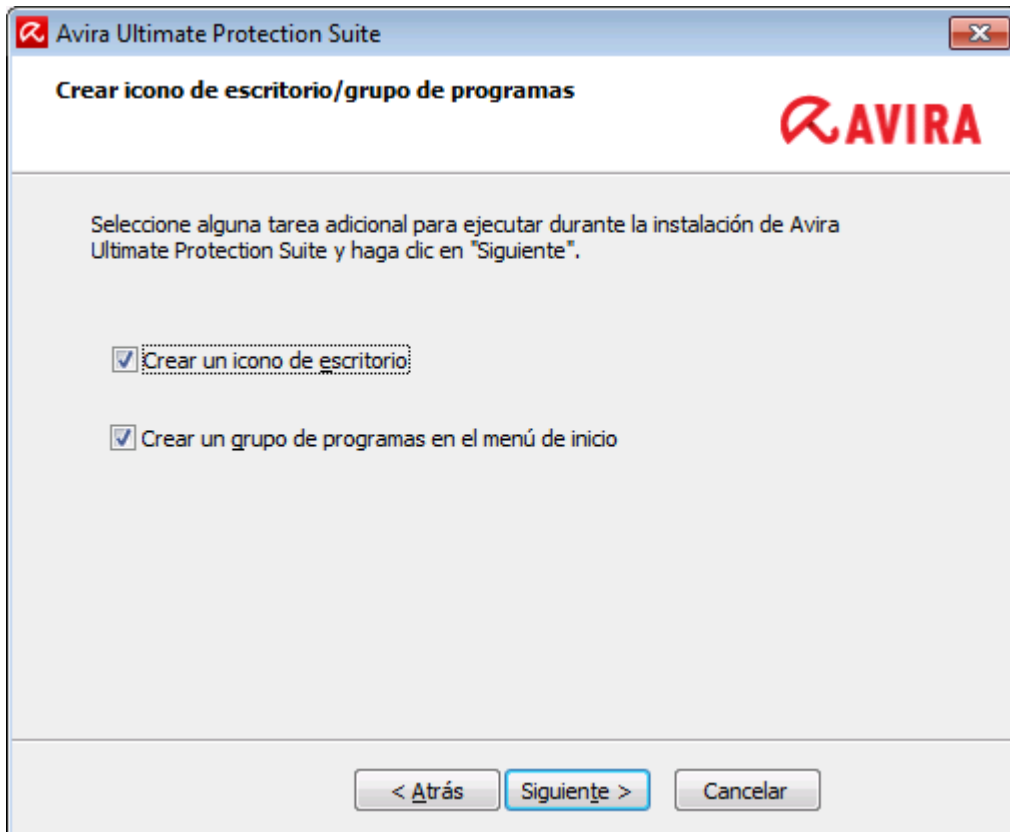 Avira Ultimate Protection Suite
Crear icono de escritorio/grupo de programas
AVIRA
Seleccione alguna tarea adicional para ejecutar durante la instalación de Avira
Ultimate Protection Suite y haga clic en "Siguiente".
Crear un icono de escritorio
Crear un grupo de programas en el menú de inicio
< Atrás Siguiente > Cancelar